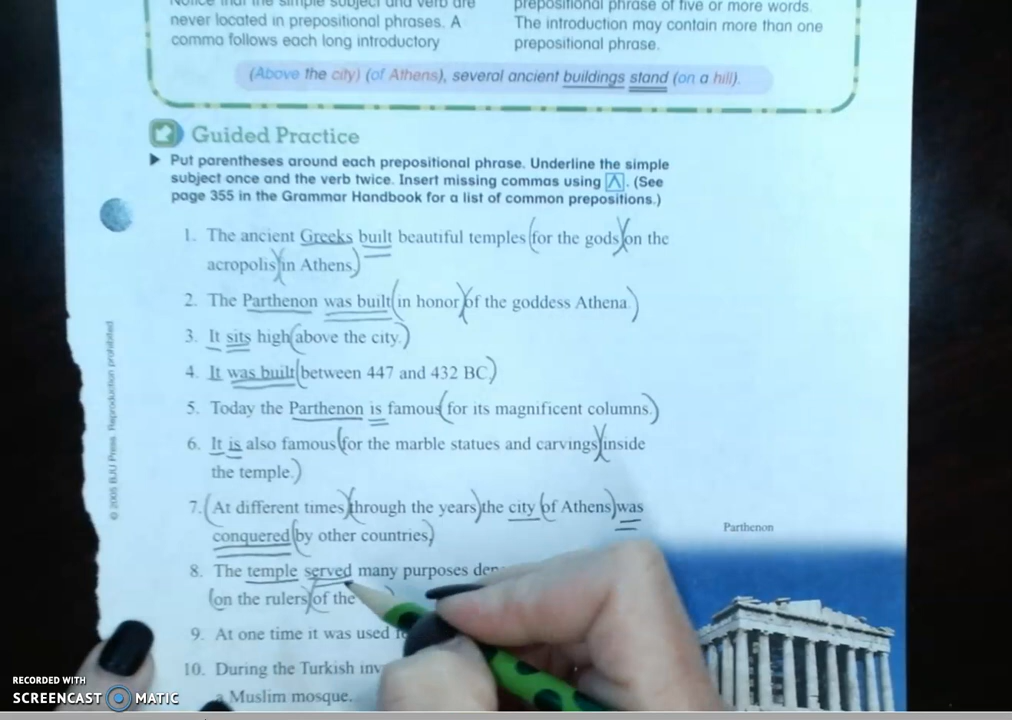 never located in prepositional phrases. A
comma follows each long introductory
prepositional phrase of five or more words.
The introduction may contain more than one
prepositional phrase.
(Above the city) (of Athens), several ancient buildings stand (on a hill).
Guided Practice
Put parentheses around each prepositional phrase. Underline the simple
subject once and the verb twice. Insert missing commas using ⋀. (See
page 355 in the Grammar Handbook for a list of common prepositions.)
1. The ancient Greeks built beautiful temples (for the gods)(on the
acropolis)(in Athens.)
2. The Parthenon was built (in honor)(of the goddess Athena.)
3. It sits high (above the city.)
4. It was built (between 447 and 432 BC.)
5. Today the Parthenon is famous (for its magnificent columns.)
6. It is also famous (for the marble statues and carvings)(inside
the temple.)
7. (At different times)(through the years) the city (of Athens) was
conquered (by other countries.)
8. The temple served many purposes
(on the rulers)(of the
9. At one time it was used
10. During the Turkish
a Muslim mosque.
Parthenon
© 2005 BJU Press. Reproduction prohibited
RECORDED WITH
SCREENCAST MATIC